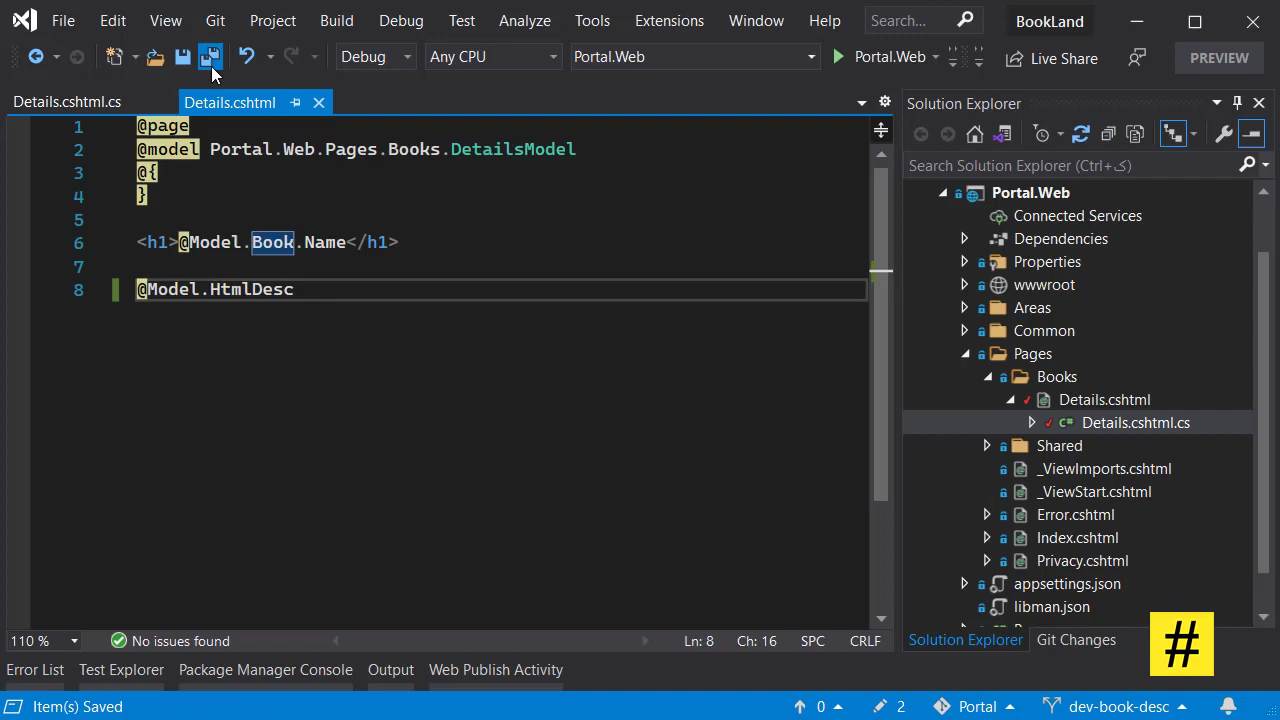 File Edit View Git Project Build Debug Test Analyze Tools Extensions Window Help Search... BookLand
Debug Any CPU Portal.Web Portal.Web Live Share PREVIEW
Details.cshtml.cs Details.cshtml
1 @page
2 @model Portal.Web.Pages.Books.DetailsModel
3 @{
4 }
5
6 <h1>@Model.Book.Name</h1>
7
8 @Model.HtmlDesc
110 % No issues found Ln: 8 Ch: 16 SPC CRLF
Solution Explorer
Search Solution Explorer (Ctrl+ک)
Portal.Web
Connected Services
Dependencies
Properties
wwwroot
Areas
Common
Pages
Books
Details.cshtml
Details.cshtml.cs
Shared
_ViewImports.cshtml
_ViewStart.cshtml
Error.cshtml
Index.cshtml
Privacy.cshtml
appsettings.json
libman.json
Solution Explorer Git Changes
#
Error List Test Explorer Package Manager Console Output Web Publish Activity
Item(s) Saved 0 2 Portal dev-book-desc